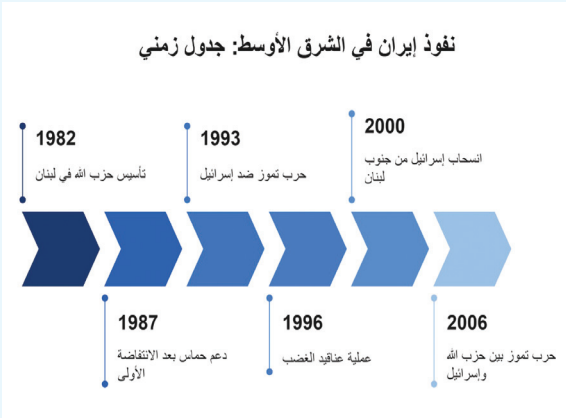 نفوذ إيران في الشرق الأوسط: جدول زمني
1982
تأسيس حزب الله في لبنان
1987
دعم حماس بعد الانتفاضة
الأولى
1993
حرب تموز ضد إسرائيل
1996
عملية عناقيد الغضب
2000
انسحاب إسرائيل من جنوب
لبنان
2006
حرب تموز بين حزب الله
وإسرائيل